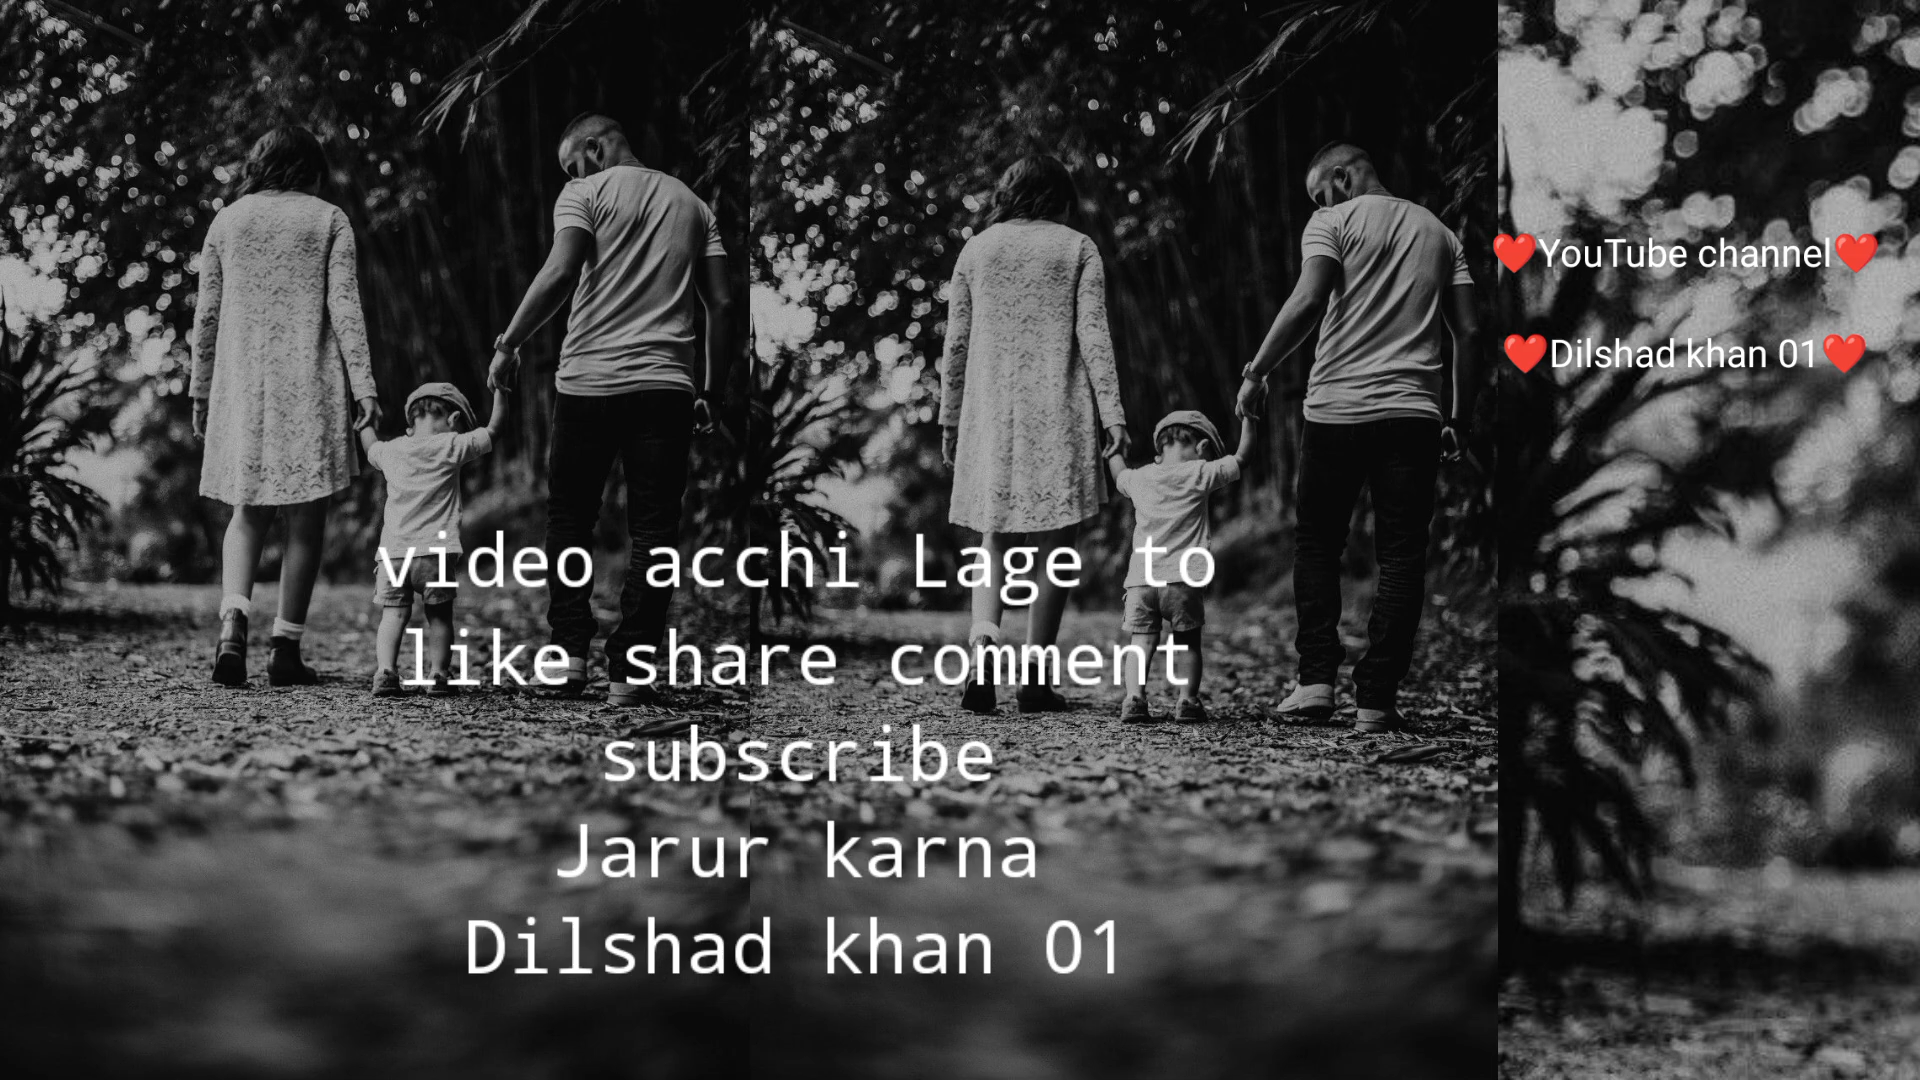 ❤️YouTube channel❤️
❤️Dilshad khan 01❤️
video acchi Lage to
like share comment
subscribe
Jarur karna
Dilshad khan 01